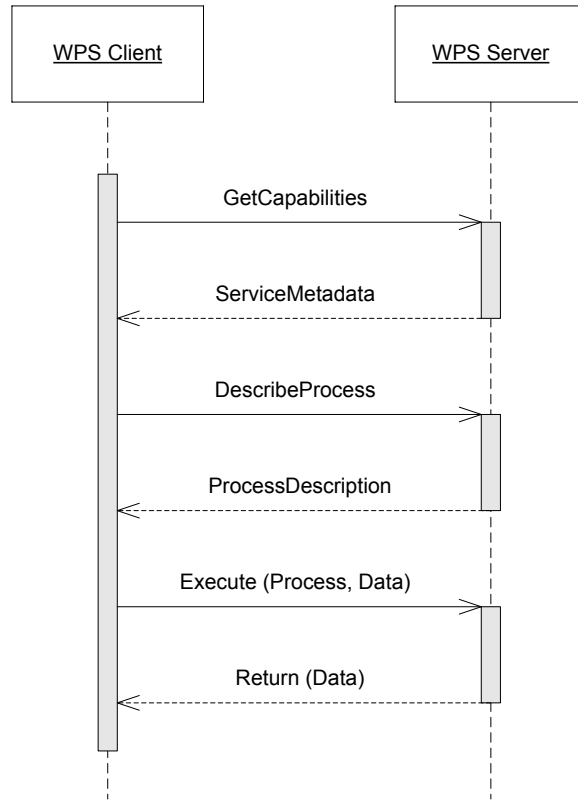 WPS Client
WPS Server
GetCapabilities
ServiceMetadata
DescribeProcess
ProcessDescription
Execute (Process, Data)
Return (Data)